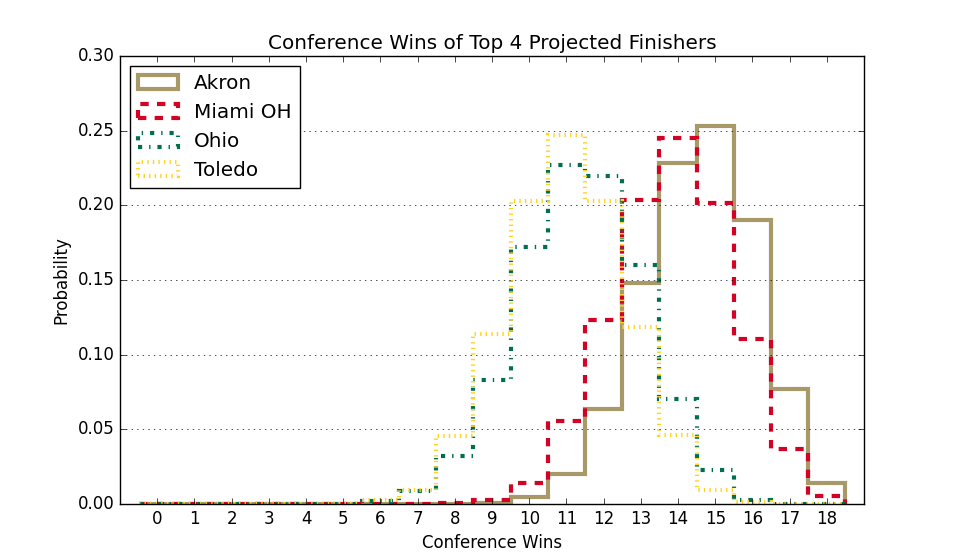 Conference Wins of Top 4 Projected Finishers
Akron
Miami OH
Ohio
Toledo
Probability
0.30
0.25
0.20
0.15
0.10
0.05
0.00
0 1 2 3 4 5 6 7 8 9 10 11 12 13 14 15 16 17 18
Conference Wins